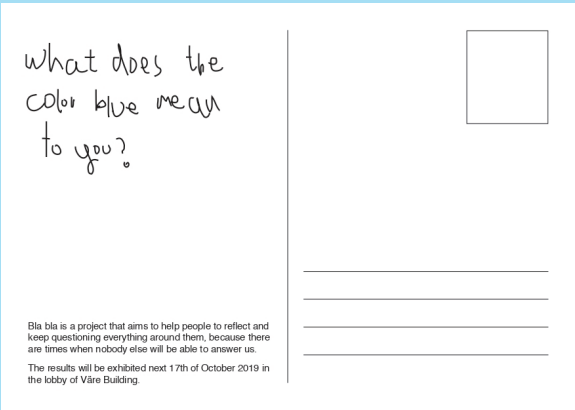 what does the
color blue mean
to you?
Bla bla is a project that aims to help people to reflect and
keep questioning everything around them, because there
are times when nobody else will be able to answer us.
The results will be exhibited next 17th of October 2019 in
the lobby of Väre Building.